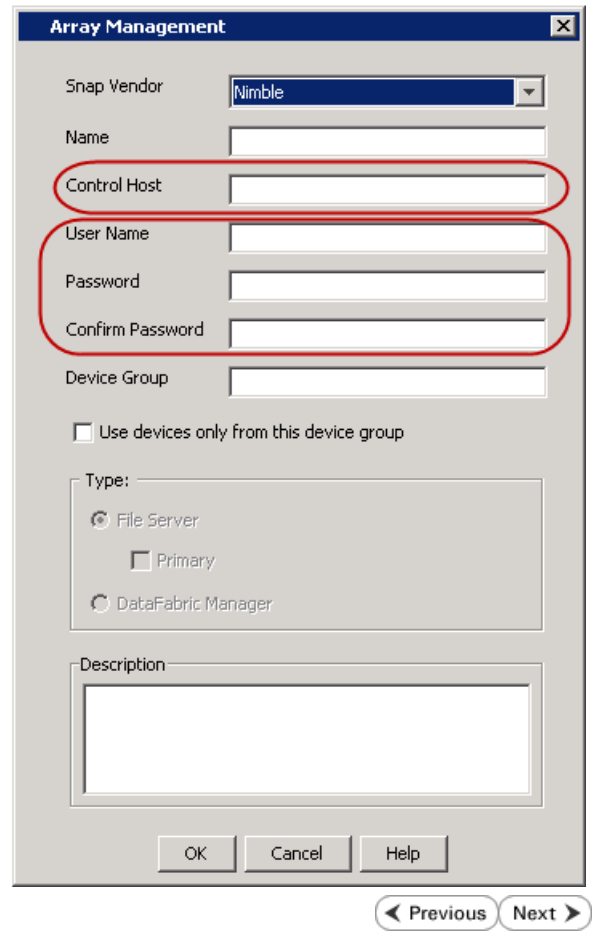 Array Management
Snap Vendor
Nimble
Name
Control Host
User Name
Password
Confirm Password
Device Group
Use devices only from this device group
Type:
File Server
Primary
DataFabric Manager
Description
OK Cancel Help
Previous Next